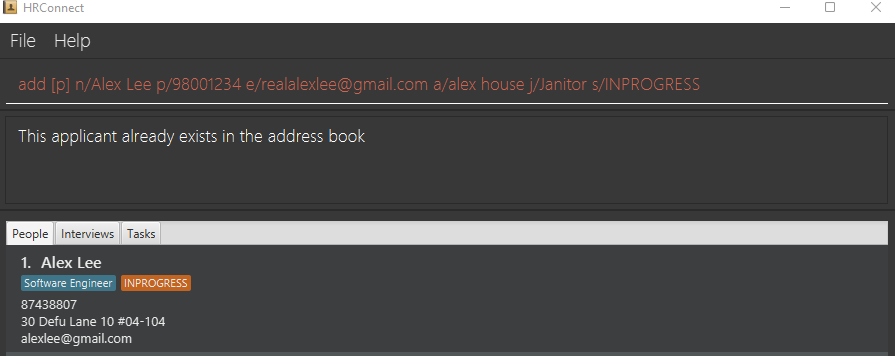 HRConnect
File Help
add [p] n/Alex Lee p/98001234 e/realalexlee@gmail.com a/alex house j/Janitor s/INPROGRESS
This applicant already exists in the address book
People Interviews Tasks
1. Alex Lee
Software Engineer INPROGRESS
87438807
30 Defu Lane 10 #04-104
alexlee@gmail.com